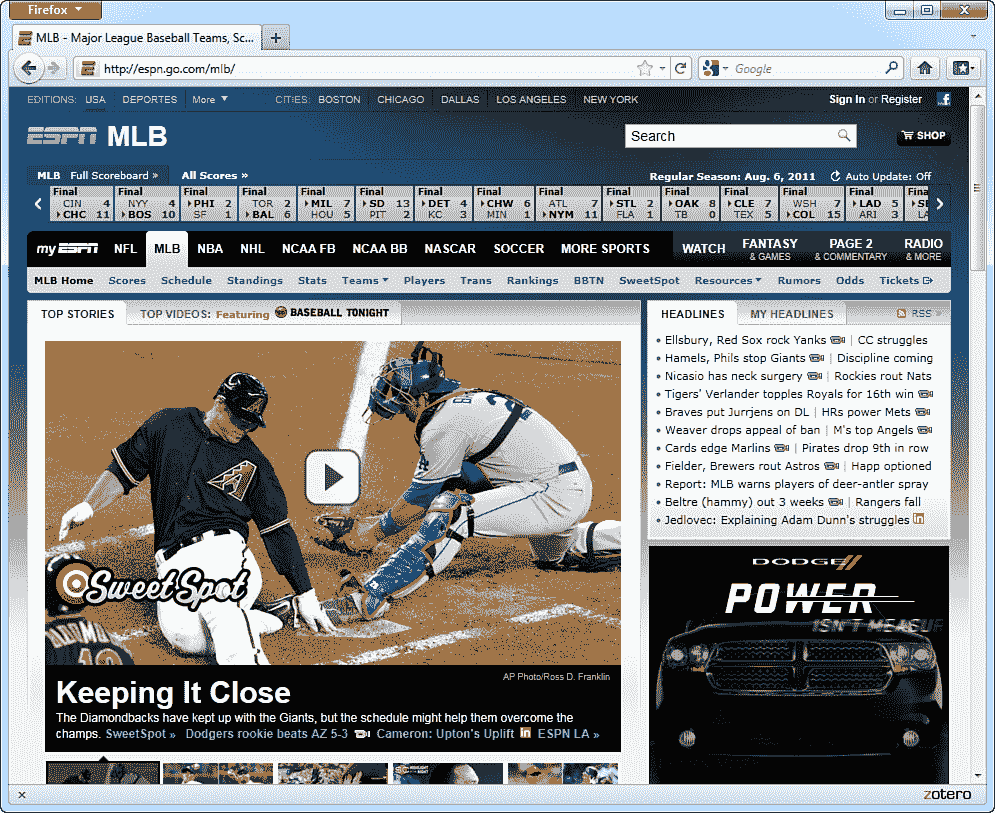 Firefox
MLB - Major League Baseball Teams, Sc...
http://espn.go.com/mlb/
Google
EDITIONS: USA DEPORTES More CITIES: BOSTON CHICAGO DALLAS LOS ANGELES NEW YORK
Sign In or Register
ESPN MLB
Search
SHOP
MLB Full Scoreboard » All Scores »
Regular Season: Aug. 6, 2011 Auto Update: Off
Final Final Final Final Final Final Final Final Final Final Final Final Final Final
CIN 4 NYY 4 PHI 2 TOR 2 MIL 7 SD 13 DET 4 CHW 6 ATL 7 STL 2 OAK 8 CLE 7 WSH 7 LAD 5
CHC 11 BOS 10 SF 1 BAL 6 HOU 5 PIT 2 KC 3 MIN 1 NYM 11 FLA 1 TB 0 TEX 5 COL 15 ARI 3
myESPN NFL MLB NBA NHL NCAA FB NCAA BB NASCAR SOCCER MORE SPORTS WATCH FANTASY & GAMES PAGE 2 & COMMENTARY RADIO & MORE
MLB Home Scores Schedule Standings Stats Teams Players Trans Rankings BBTN SweetSpot Resources Rumors Odds Tickets
TOP STORIES TOP VIDEOS: Featuring BASEBALL TONIGHT
SweetSpot
AP Photo/Ross D. Franklin
Keeping It Close
The Diamondbacks have kept up with the Giants, but the schedule might help them overcome the
champs. SweetSpot » Dodgers rookie beats AZ 5-3 Cameron: Upton's Uplift in ESPN LA »
HEADLINES MY HEADLINES RSS »
• Ellsbury, Red Sox rock Yanks | CC struggles
• Hamels, Phils stop Giants | Discipline coming
• Nicasio has neck surgery | Rockies rout Nats
• Tigers' Verlander topples Royals for 16th win
• Braves put Jurrjens on DL | HRs power Mets
• Weaver drops appeal of ban | M's top Angels
• Cards edge Marlins | Pirates drop 9th in row
• Fielder, Brewers rout Astros | Happ optioned
• Report: MLB warns players of deer-antler spray
• Beltre (hammy) out 3 weeks | Rangers fall
• Jedlovec: Explaining Adam Dunn's struggles in
DODGE
POWER
ISN'T MEASUR
zotero